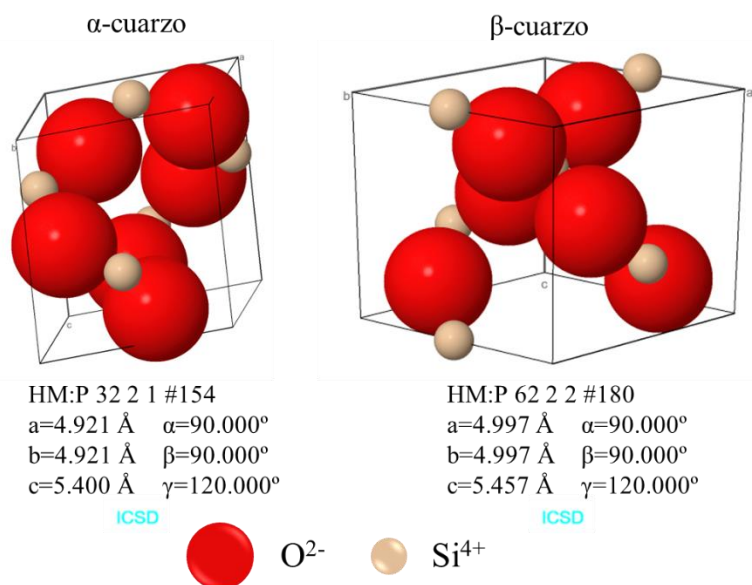 α-cuarzo
β-cuarzo
a
b
c
b
a
c
HM:P 32 2 1 #154
a=4.921 Å α=90.000º
b=4.921 Å β=90.000º
c=5.400 Å γ=120.000º
ICSD
HM:P 62 2 2 #180
a=4.997 Å α=90.000º
b=4.997 Å β=90.000º
c=5.457 Å γ=120.000º
ICSD
O²⁻
Si⁴⁺